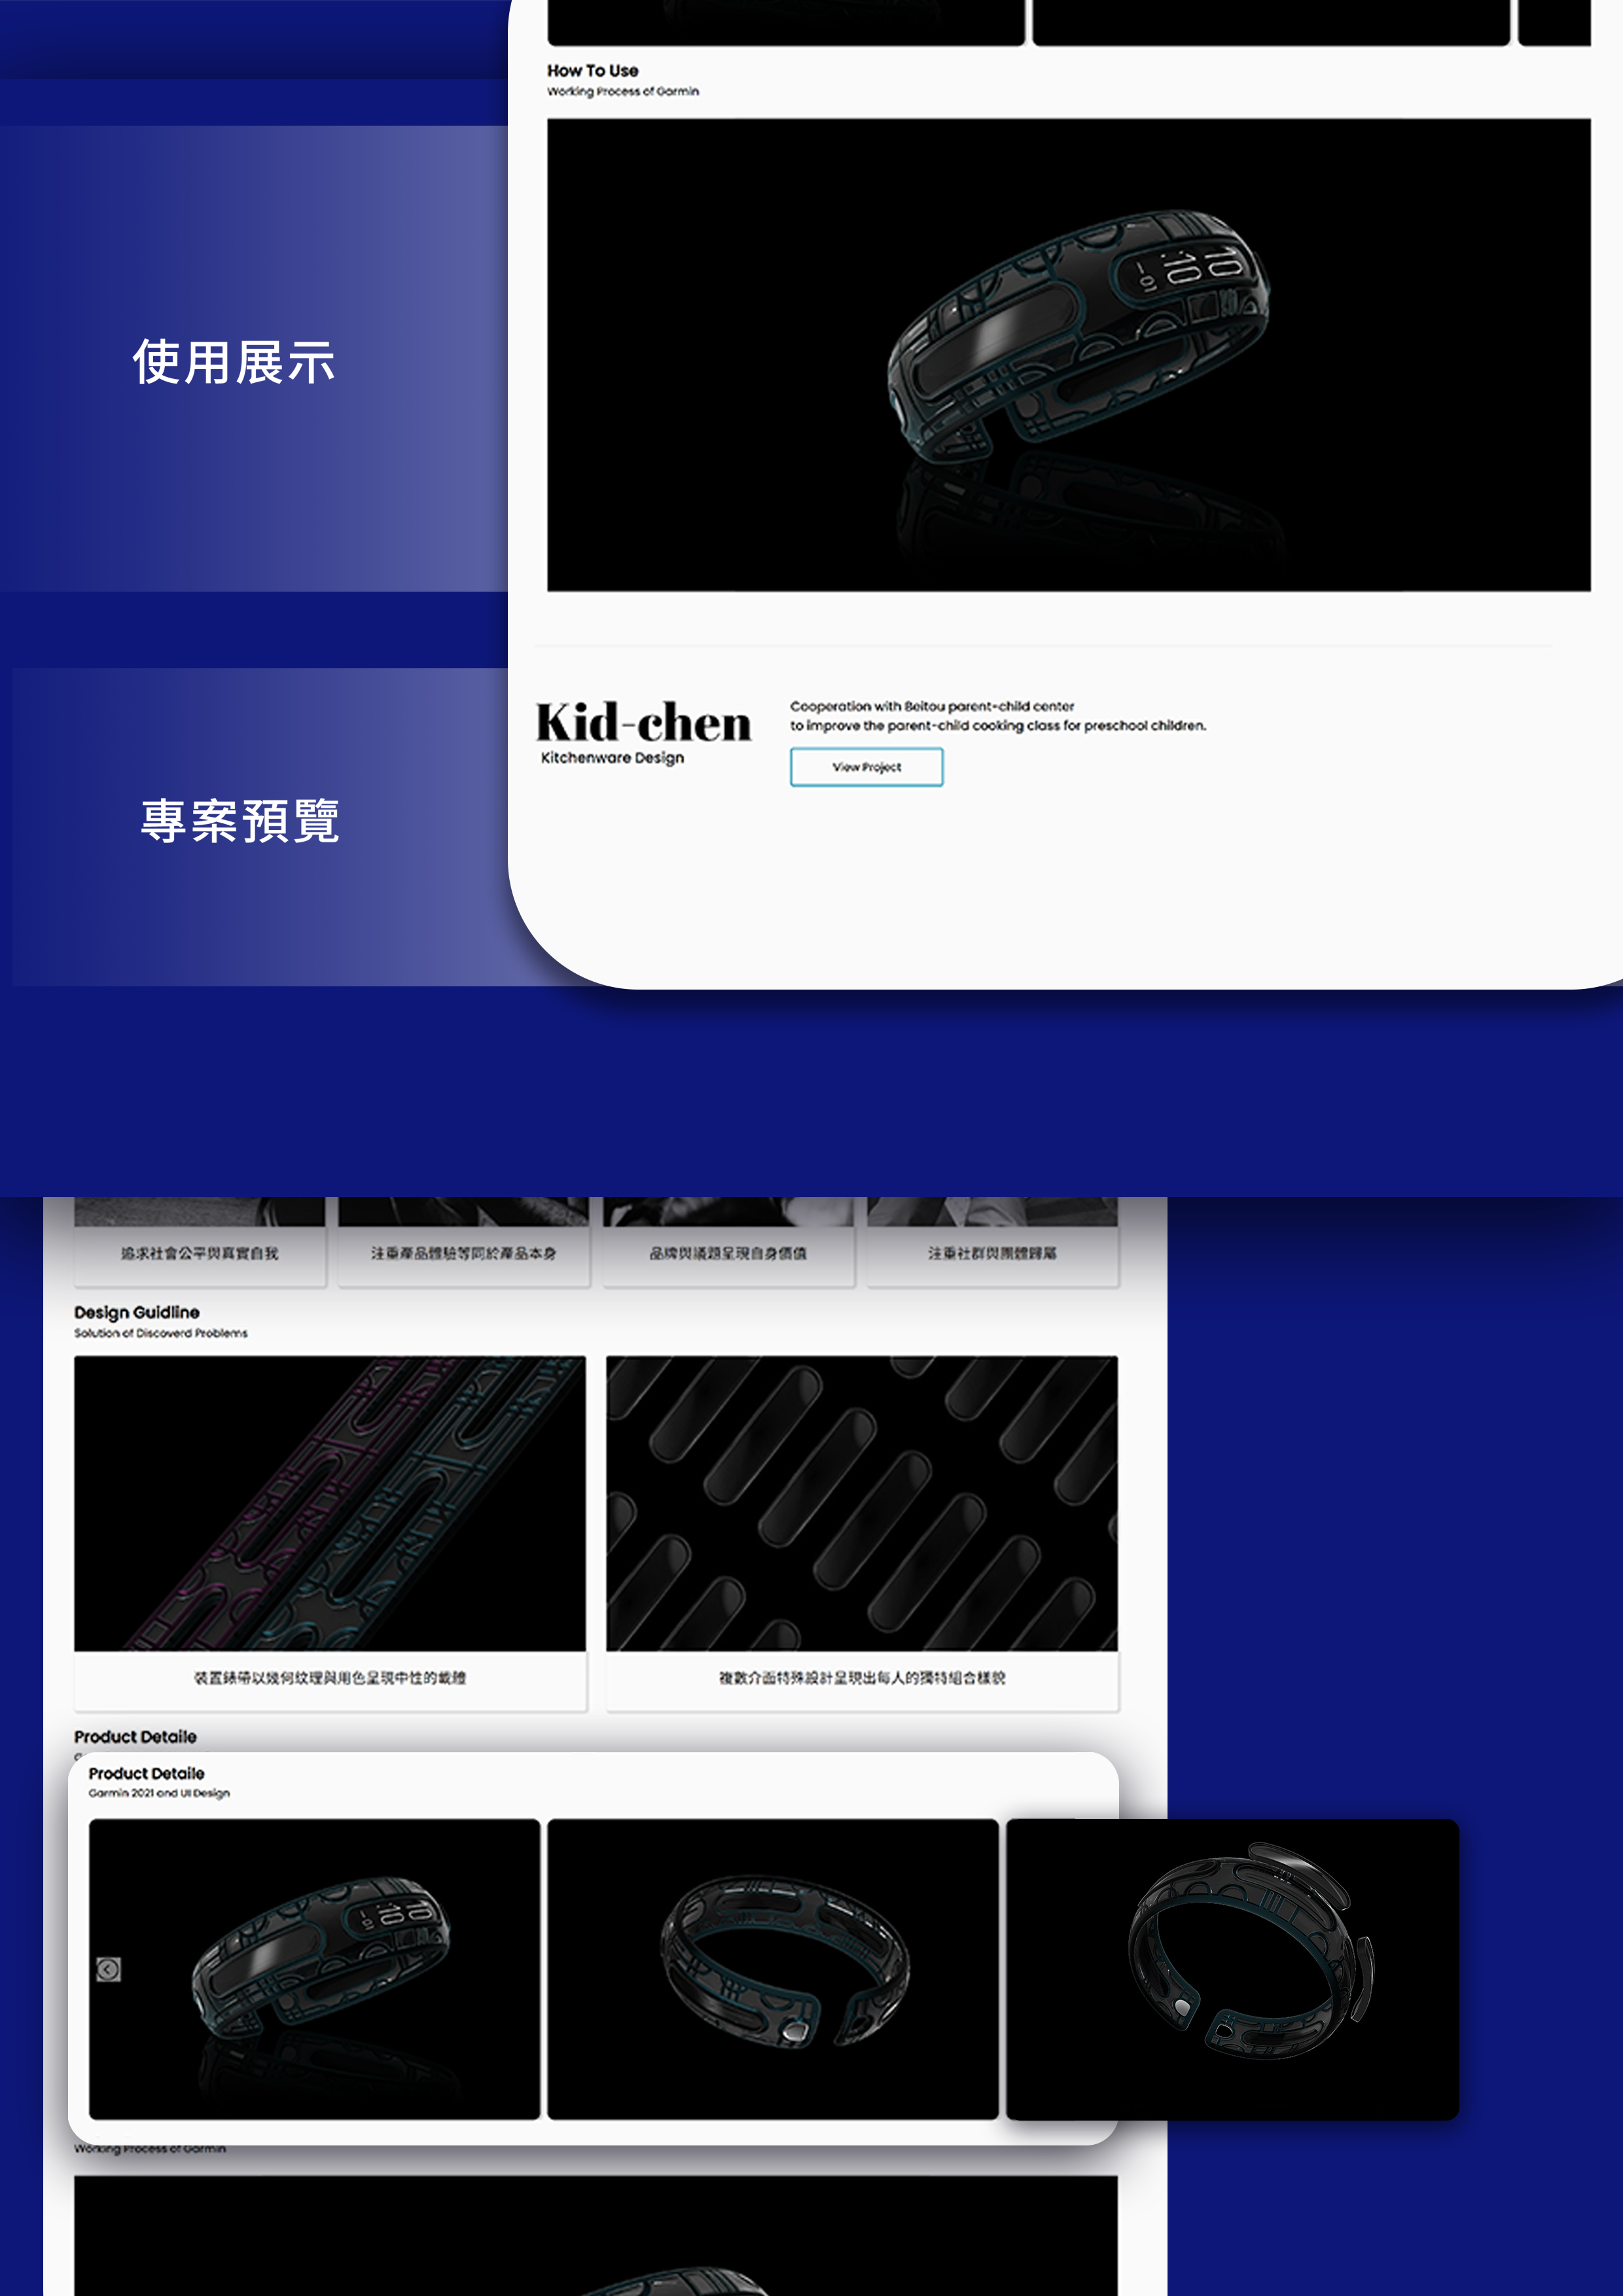 How To Use
Working Process of Garmin
使用展示
Kid-chen
Kitchenware Design
Cooperation with Beitou parent-child center
to improve the parent-child cooking class for preschool children.
View Project
專案預覽
追求社會公平與真實自我
注重產品體驗等同於產品本身
品牌與議題呈現自身價值
注重社群與團體歸屬
Design Guidline
Solution of Discoverd Problems
裝置錶帶以幾何紋理與用色呈現中性的載體
複數介面特殊設計呈現出每人的獨特組合樣貌
Product Detaile
Product Detaile
Garmin 2021 and UI Design
Working Process of Garmin